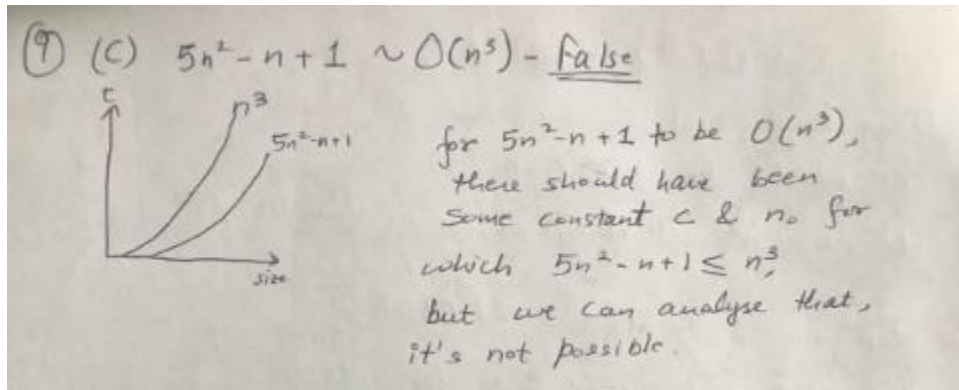 ⑨ (C) 5n²-n+1 ~ O(n³) - False
t
n³
5n²-n+1
size
for 5n²-n+1 to be O(n³),
there should have been
Some constant c & n₀ for
which 5n²-n+1 ≤ n³,
but we can analyse that,
it's not possible.